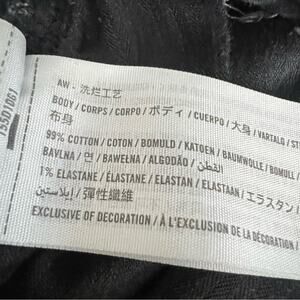 AW - 洗烂工艺
BODY / CORPS / CORPO / ボディ / CUERPO / 大身 / VARTALO /
布身
99% COTTON / COTON / BOMULD / KATOEN / BAUMWOLLE / BOMULL /
BAVLNA / 면 / BAWEŁNA / ALGODÃO / القطن /
1% ELASTANE / ÉLASTANE / ELASTAN / ELASTAAN / エラスタン /
إيلاستين / 彈性纖維
EXCLUSIVE OF DECORATION / À L'EXCLUSION DE LA DÉCORATION /